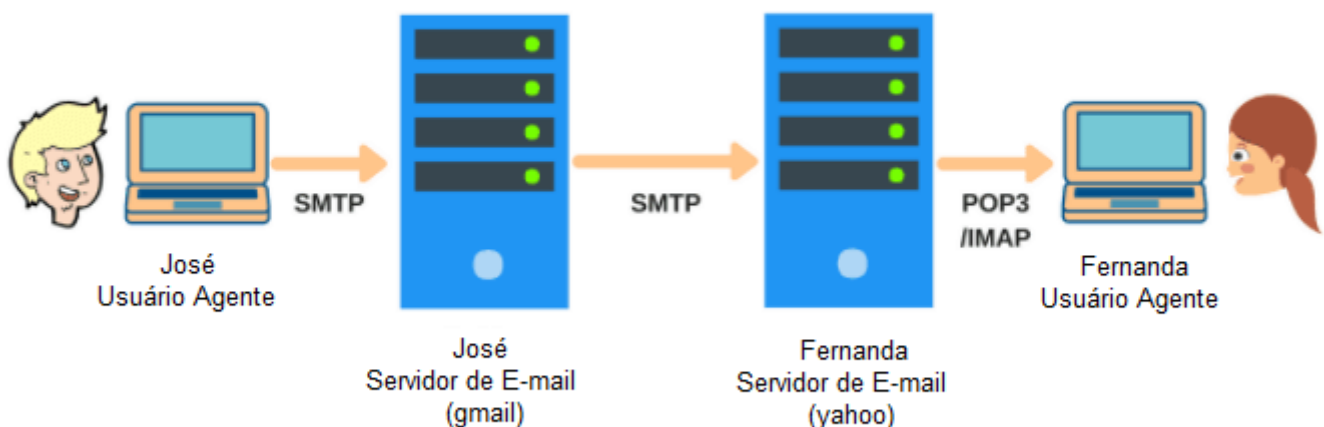 SMTP
SMTP
POP3
/IMAP
José
Usuário Agente
Fernanda
Usuário Agente
José
Servidor de E-mail
(gmail)
Fernanda
Servidor de E-mail
(yahoo)